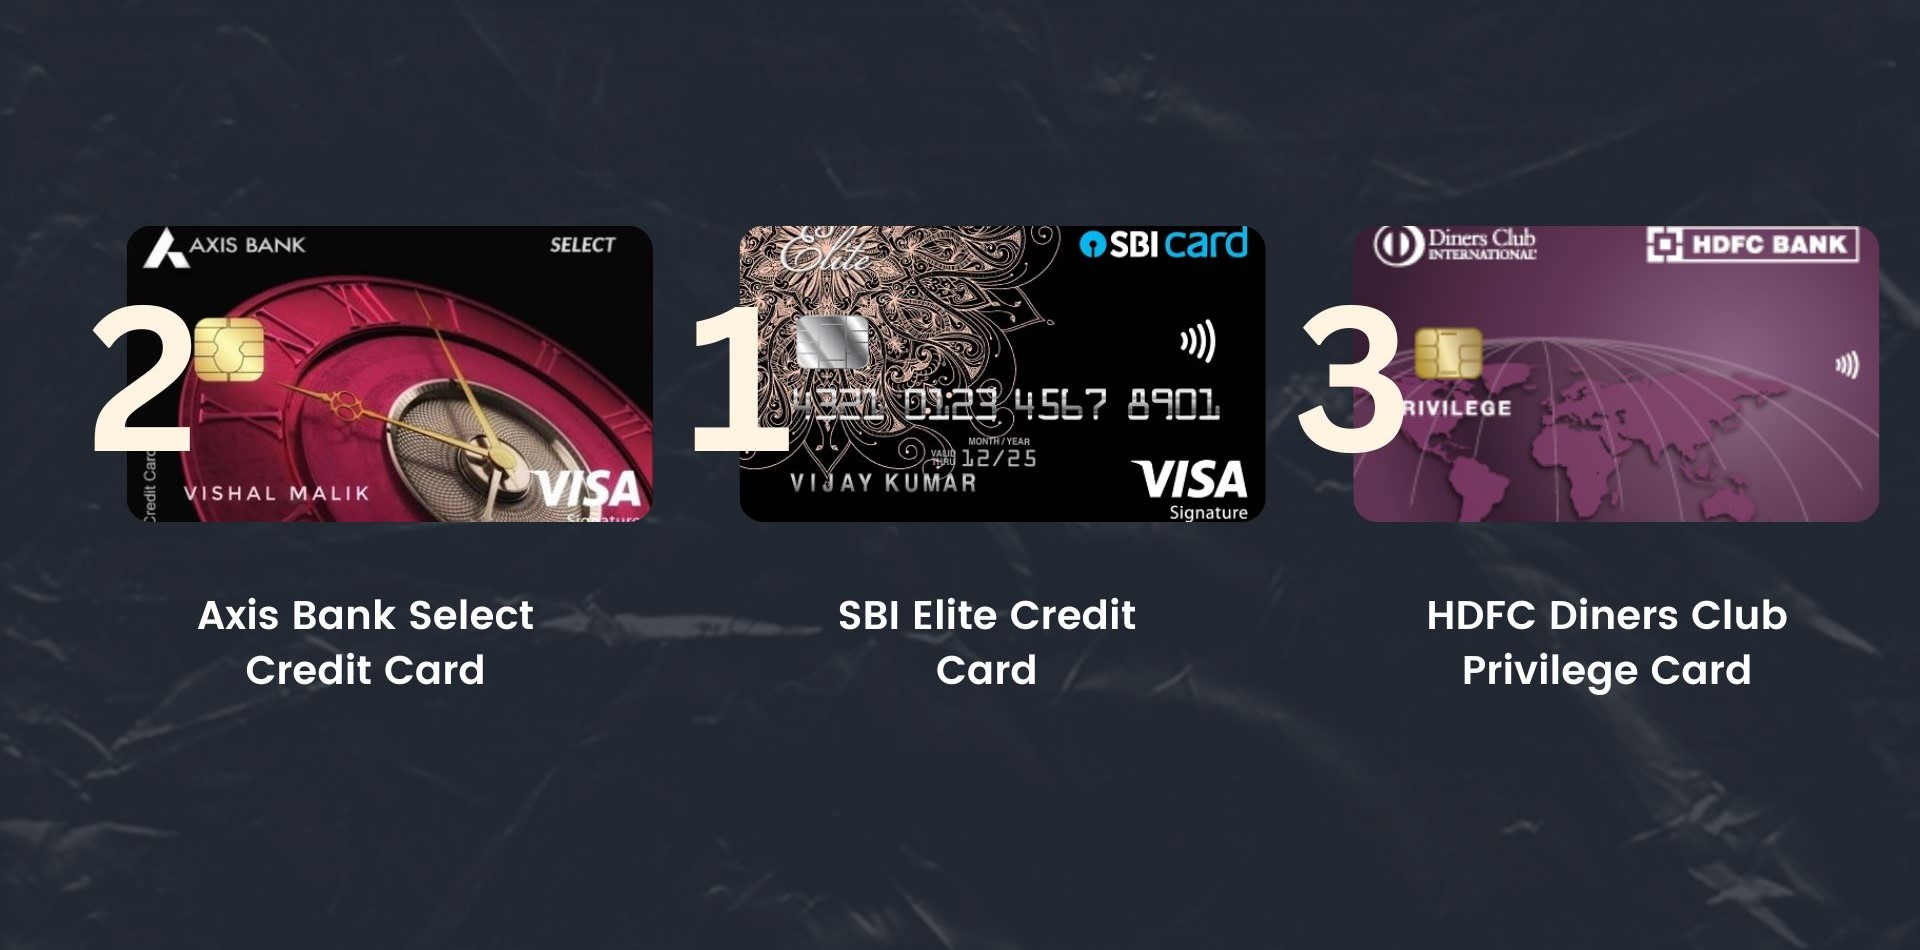 2
AXIS BANK
SELECT
Credit Card
VISHAL MALIK
VISA
Signature
1
Elite
SBI card
4321 0123 4567 8901
MONTH/YEAR
VALID
THRU
12/25
VIJAY KUMAR
VISA
Signature
3
Diners Club
INTERNATIONAL
HDFC BANK
RIVILEGE
Axis Bank Select
Credit Card
SBI Elite Credit
Card
HDFC Diners Club
Privilege Card